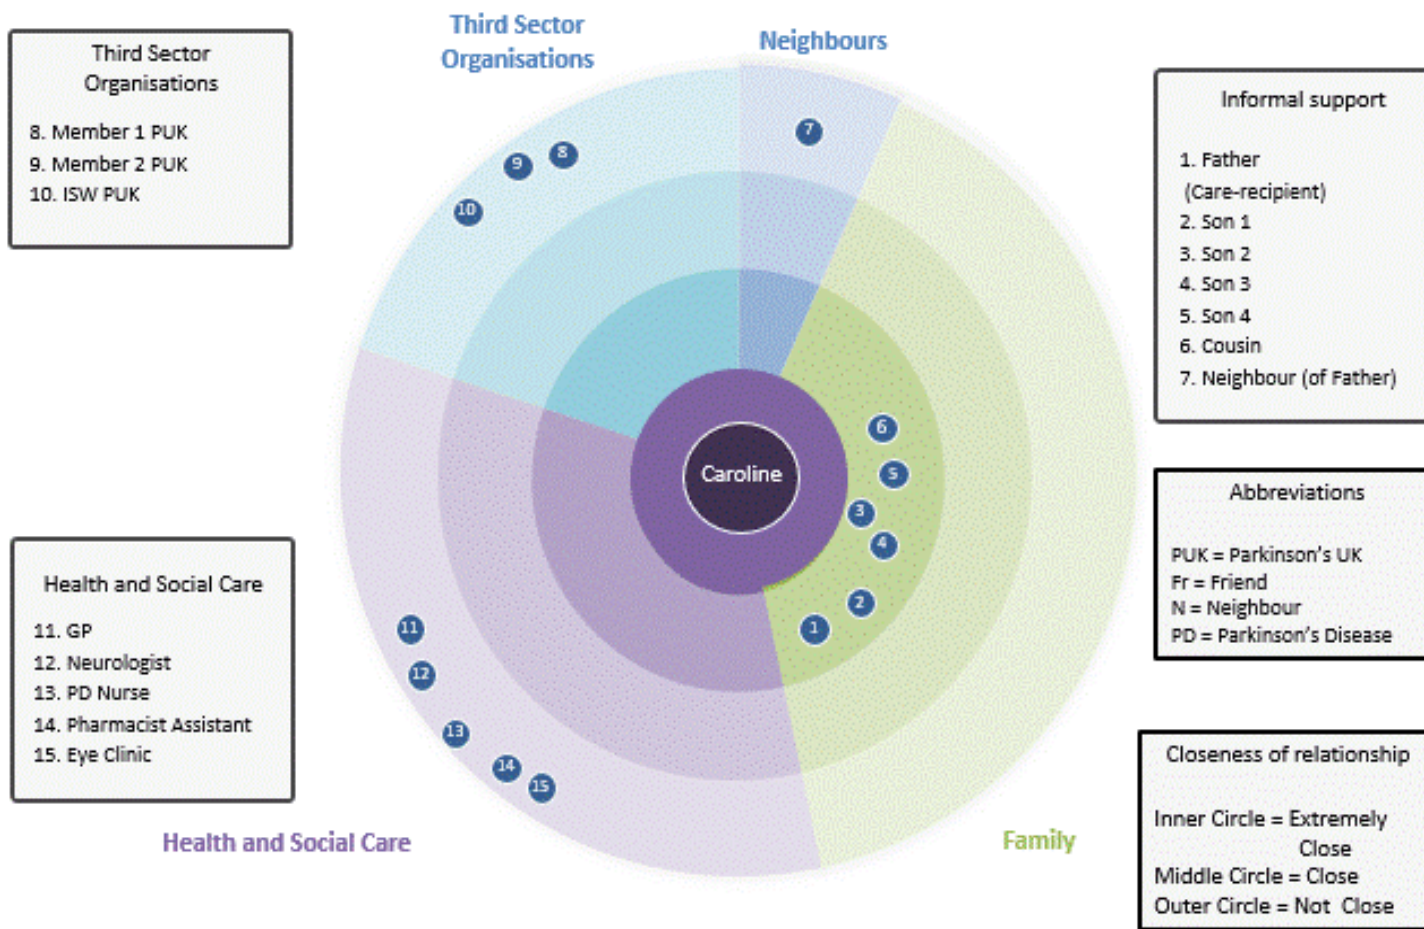 Third Sector
Organisations
8. Member 1 PUK
9. Member 2 PUK
10. ISW PUK
Third Sector
Organisations
Neighbours
Informal support
1. Father
(Care-recipient)
2. Son 1
3. Son 2
4. Son 3
5. Son 4
6. Cousin
7. Neighbour (of Father)
7
8
9
10
6
5
Caroline
3
4
2
1
11
12
13
14
15
Abbreviations
PUK = Parkinson's UK
Fr = Friend
N = Neighbour
PD = Parkinson's Disease
Health and Social Care
11. GP
12. Neurologist
13. PD Nurse
14. Pharmacist Assistant
15. Eye Clinic
Health and Social Care
Family
Closeness of relationship
Inner Circle = Extremely
Close
Middle Circle = Close
Outer Circle = Not Close